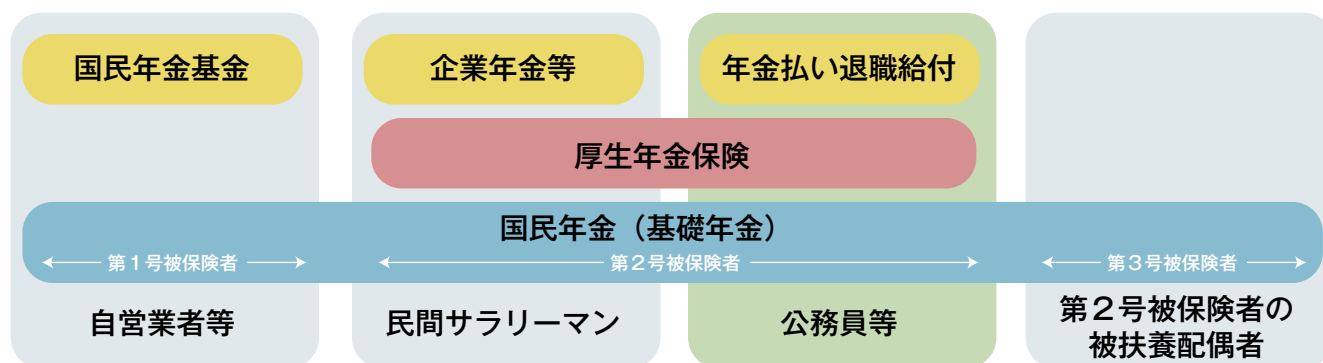 国民年金基金
企業年金等
年金払い退職給付
厚生年金保険
国民年金（基礎年金）
第１号被保険者
第２号被保険者
第３号被保険者
自営業者等
民間サラリーマン
公務員等
第２号被保険者の
被扶養配偶者